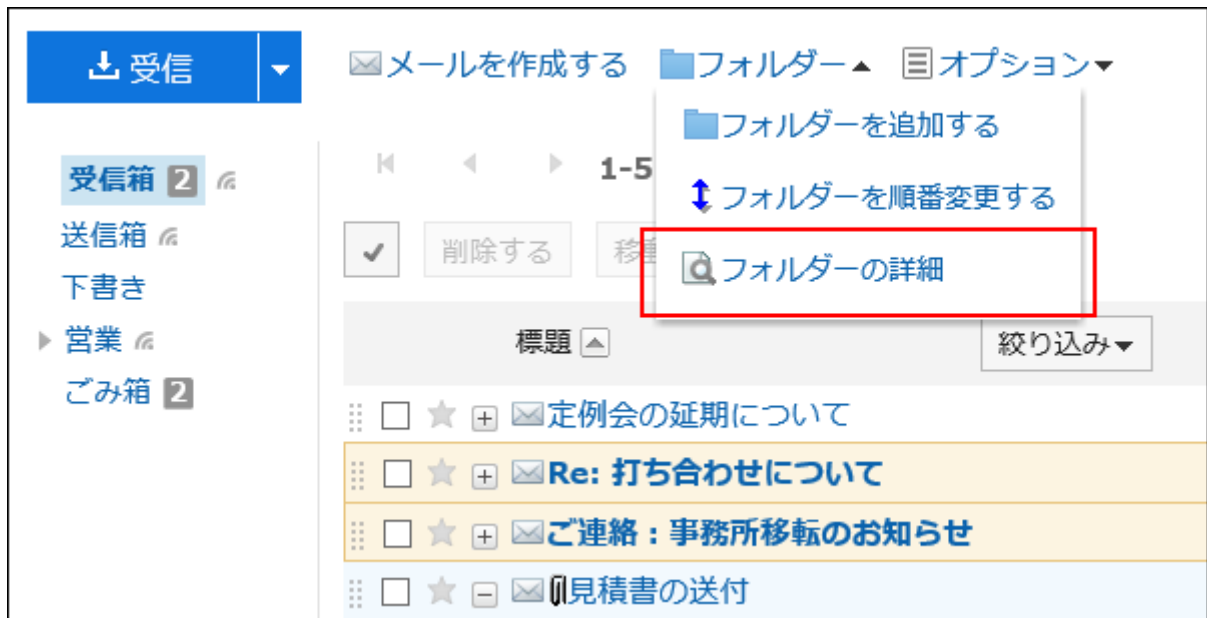 受信 メールを作成する フォルダー オプション
フォルダーを追加する
受信箱 2 1-5
フォルダーを順番変更する
送信箱
削除する
フォルダーの詳細
下書き
営業 標題 絞り込み
ごみ箱 2
定例会の延期について
Re: 打ち合わせについて
ご連絡：事務所移転のお知らせ
見積書の送付